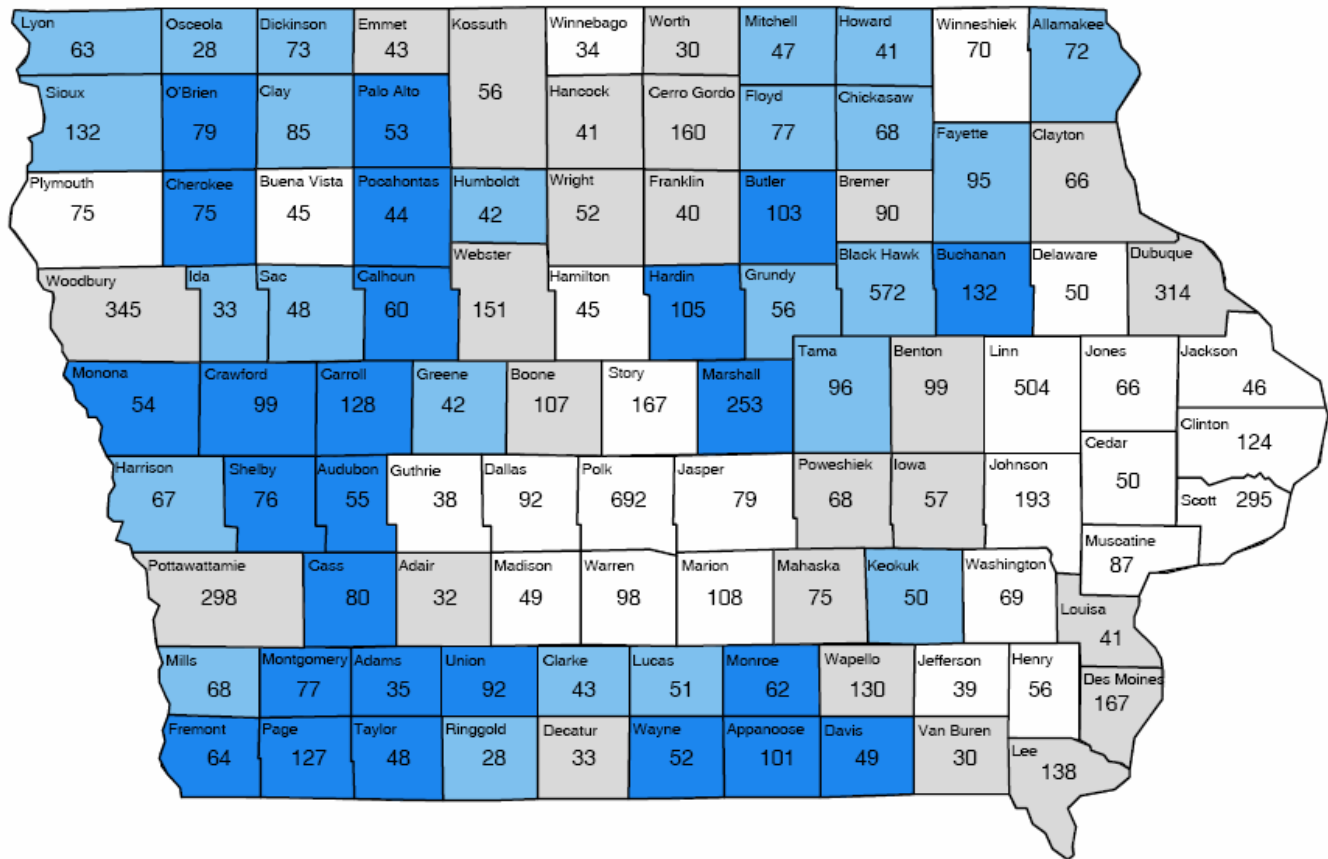 Lyon
63
Osceola
28
Dickinson
73
Emmet
43
Kossuth
56
Winnebago
34
Worth
30
Mitchell
47
Howard
41
Winneshiek
70
Allamakee
72
Sioux
132
O'Brien
79
Clay
85
Palo Alto
53
Hancock
41
Cerro Gordo
160
Floyd
77
Chickasaw
68
Fayette
95
Clayton
66
Plymouth
75
Cherokee
75
Buena Vista
45
Pocahontas
44
Humboldt
42
Wright
52
Franklin
40
Butler
103
Bremer
90
Woodbury
345
Ida
33
Sac
48
Calhoun
60
Webster
151
Hamilton
45
Hardin
105
Grundy
56
Black Hawk
572
Buchanan
132
Delaware
50
Dubuque
314
Monona
54
Crawford
99
Carroll
128
Greene
42
Boone
107
Story
167
Marshall
253
Tama
96
Benton
99
Linn
504
Jones
66
Jackson
46
Clinton
124
Cedar
50
Harrison
67
Shelby
76
Audubon
55
Guthrie
38
Dallas
92
Polk
692
Jasper
79
Poweshiek
68
Iowa
57
Johnson
193
Scott 295
Muscatine
87
Pottawattamie
298
Cass
80
Adair
32
Madison
49
Warren
98
Marion
108
Mahaska
75
Keokuk
50
Washington
69
Louisa
41
Mills
68
Montgomery
77
Adams
35
Union
92
Clarke
43
Lucas
51
Monroe
62
Wapello
130
Jefferson
39
Henry
56
Des Moines
167
Fremont
64
Page
127
Taylor
48
Ringgold
28
Decatur
33
Wayne
52
Appanoose
101
Davis
49
Van Buren
30
Lee
138